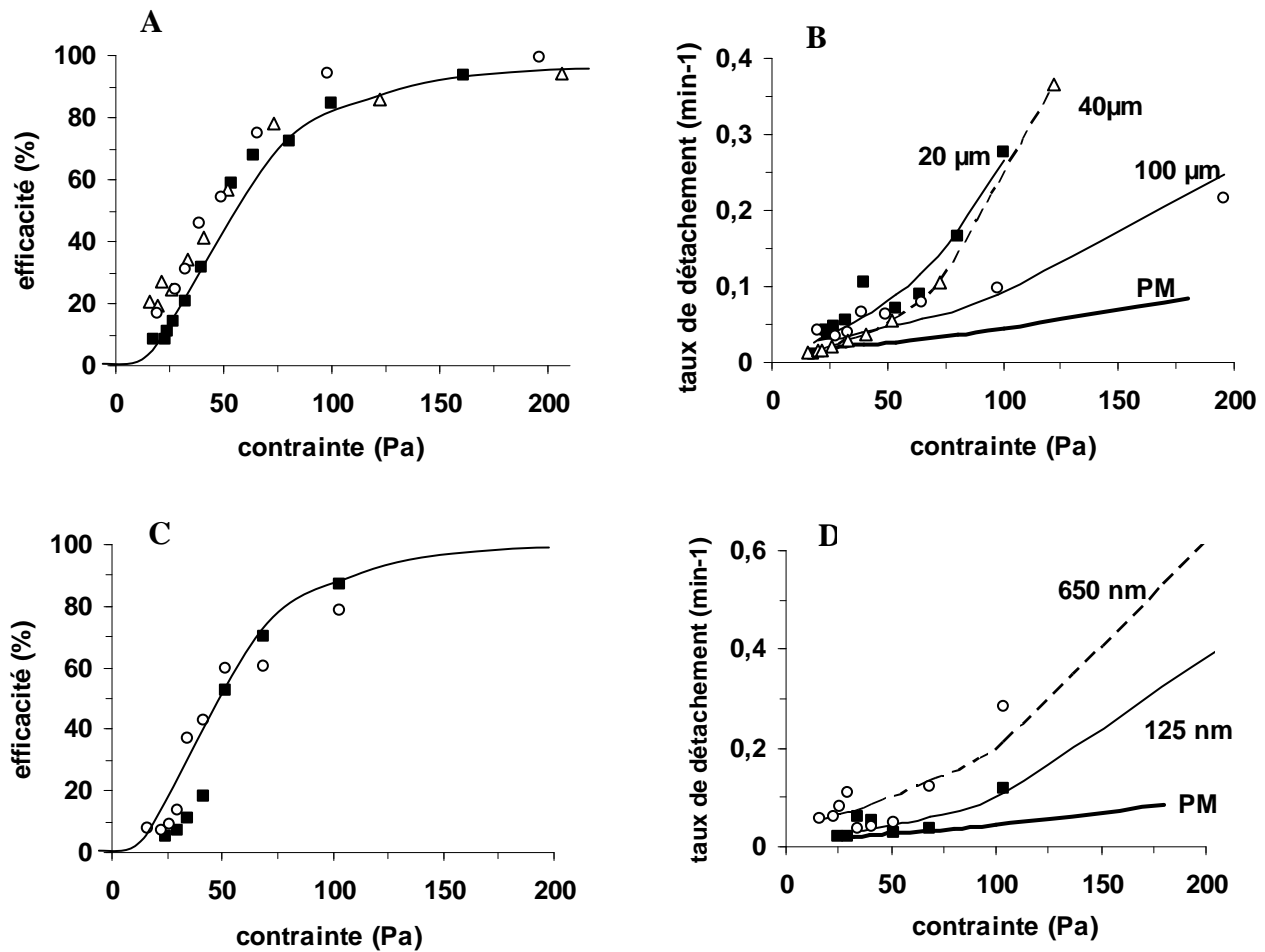 A
100
80
60
40
20
0
efficacité (%)
0 50 100 150 200
contrainte (Pa)
B
0,4
0,3
0,2
0,1
0
taux de détachement (min-1)
40µm
20 µm
100 µm
PM
0 50 100 150 200
contrainte (Pa)
C
100
80
60
40
20
0
efficacité (%)
0 50 100 150 200
contrainte (Pa)
D
0,6
0,4
0,2
0
taux de détachement (min-1)
650 nm
125 nm
PM
0 50 100 150 200
contrainte (Pa)